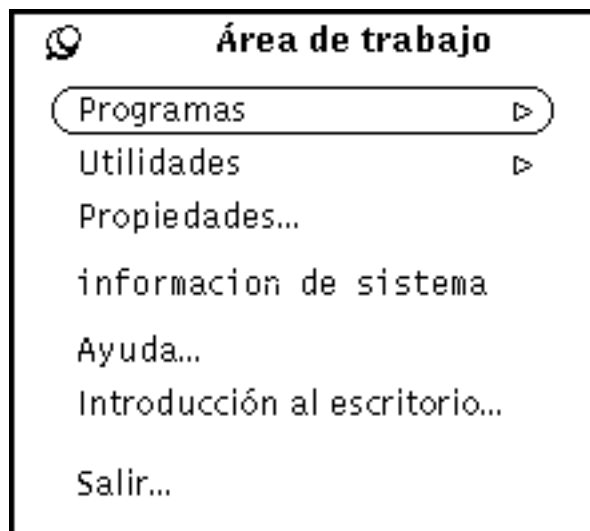 Área de trabajo
Programas
Utilidades
Propiedades...
informacion de sistema
Ayuda...
Introducción al escritorio...
Salir...